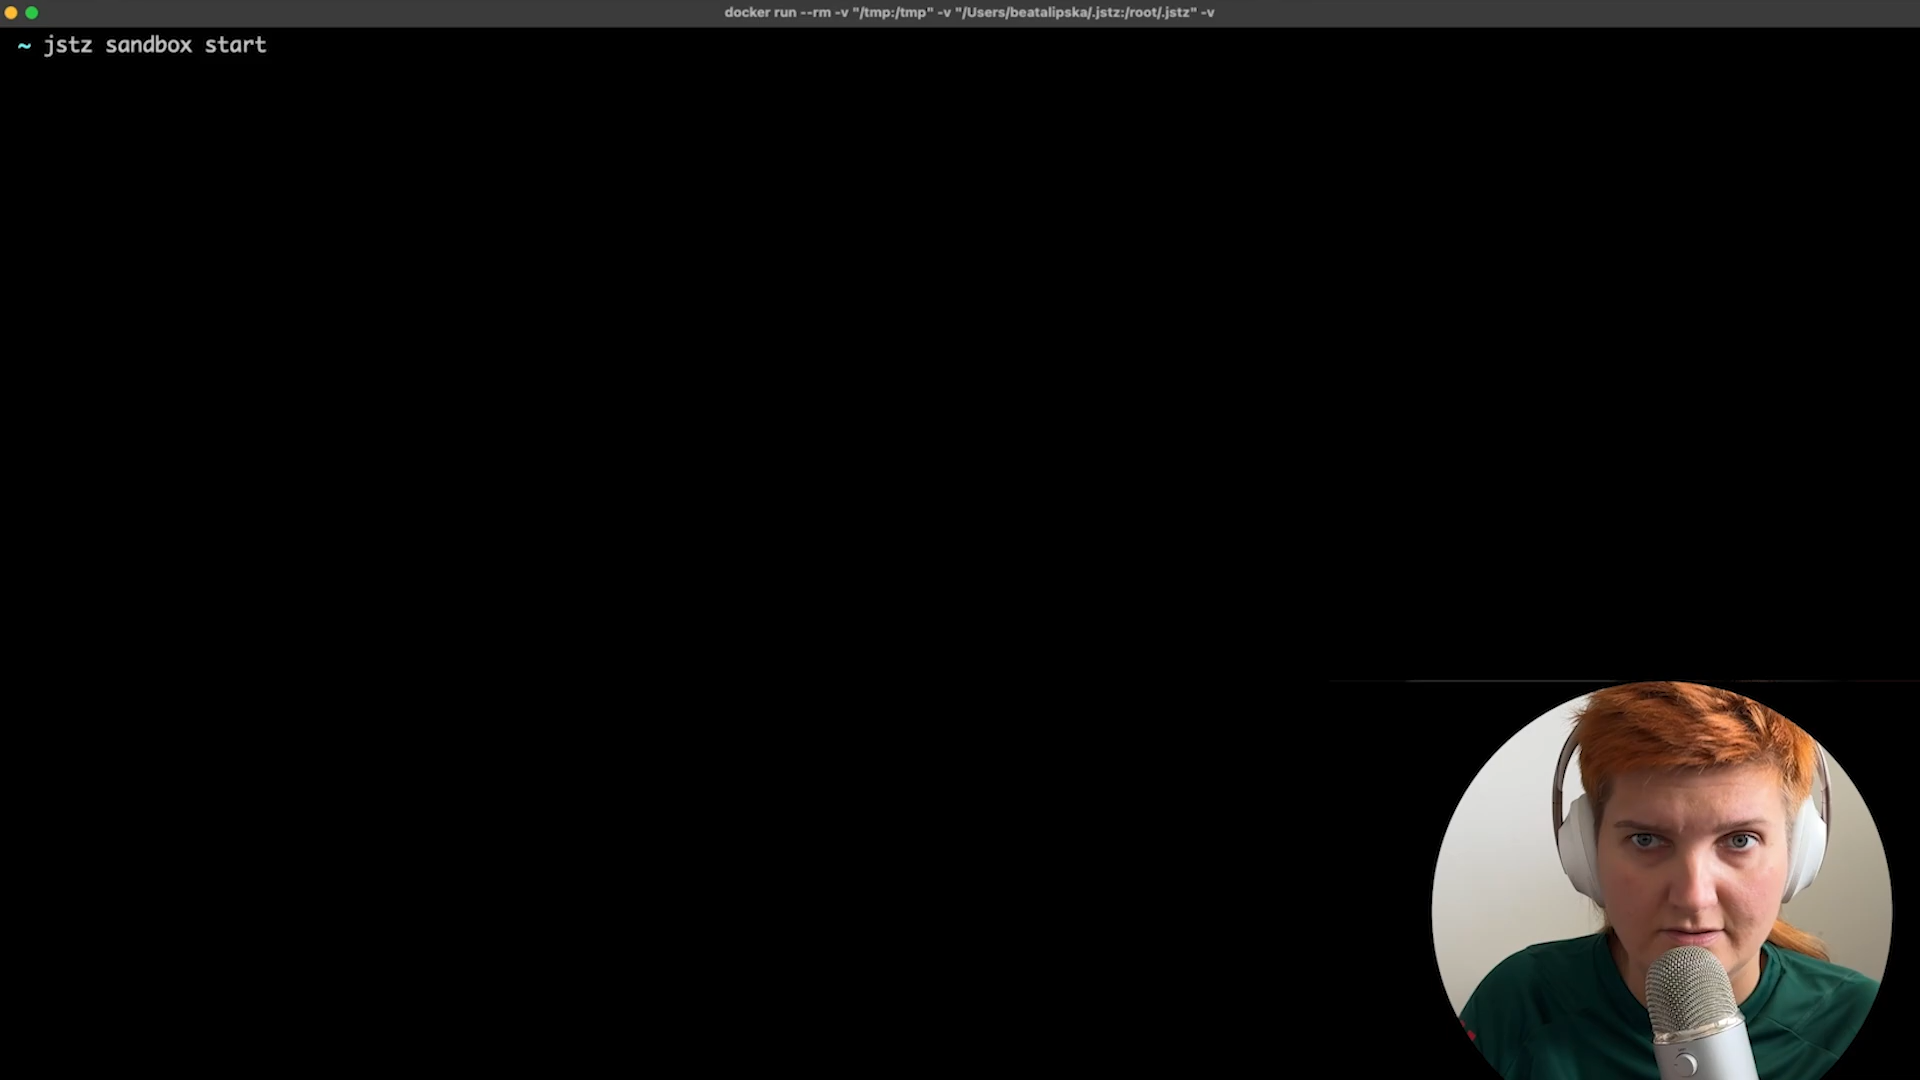 docker run --rm -v "/tmp:/tmp" -v "/Users/beatalipska/.jstz:/root/.jstz" -v
~ jstz sandbox start